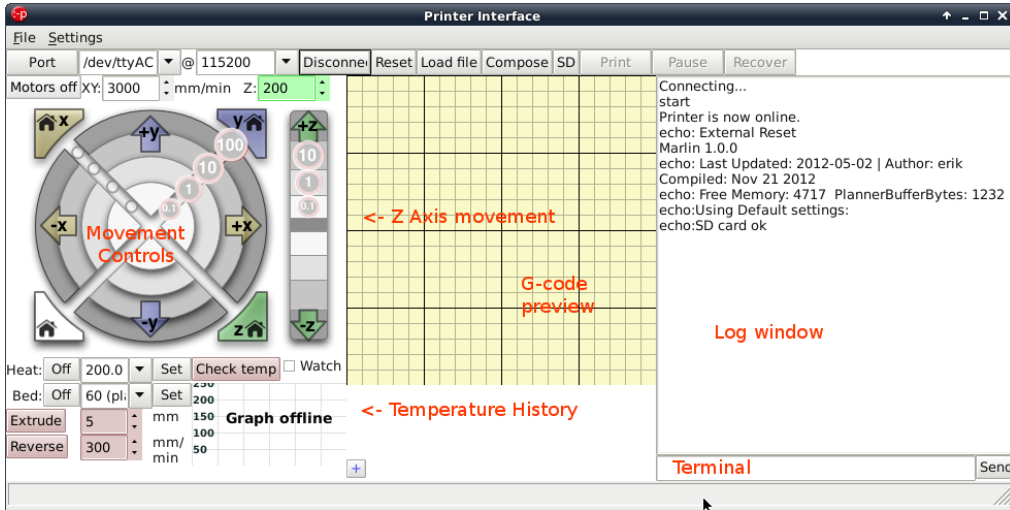 Printer Interface
File Settings
Port /dev/ttyAC @ 115200 Disconne Reset Load file Compose SD Print Pause Recover
Motors off XY: 3000 mm/min Z: 200
x +y y +z
100 10 1 0.1
10 1 0.1
-x +x
Movement
Controls
-y z -z
<- Z Axis movement
G-code
preview
Connecting...
start
Printer is now online.
echo: External Reset
Marlin 1.0.0
echo: Last Updated: 2012-05-02 | Author: erik
Compiled: Nov 21 2012
echo: Free Memory: 4717 PlannerBufferBytes: 1232
echo:Using Default settings:
echo:SD card ok
Log window
Heat: Off 200.0 Set Check temp Watch
Bed: Off 60 (pla Set
Extrude 5 mm
Reverse 300 mm/
min
250
200
150 Graph offline
100
50
<- Temperature History
+
Terminal Send